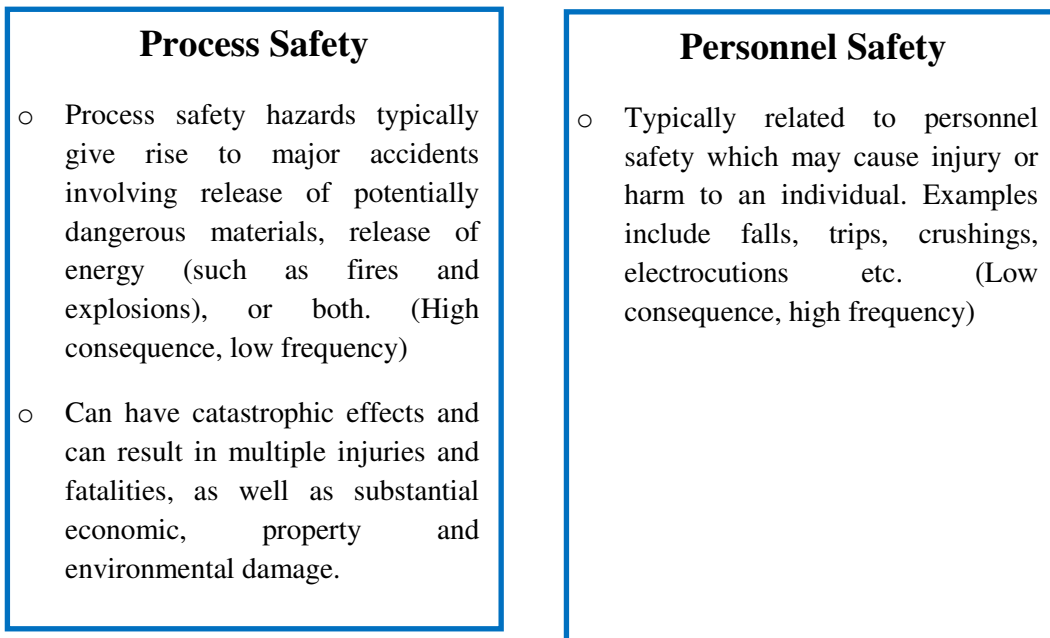 Process Safety
o Process safety hazards typically
give rise to major accidents
involving release of potentially
dangerous materials, release of
energy (such as fires and
explosions), or both. (High
consequence, low frequency)
o Can have catastrophic effects and
can result in multiple injuries and
fatalities, as well as substantial
economic, property and
environmental damage.
Personnel Safety
o Typically related to personnel
safety which may cause injury or
harm to an individual. Examples
include falls, trips, crushings,
electrocutions etc. (Low
consequence, high frequency)